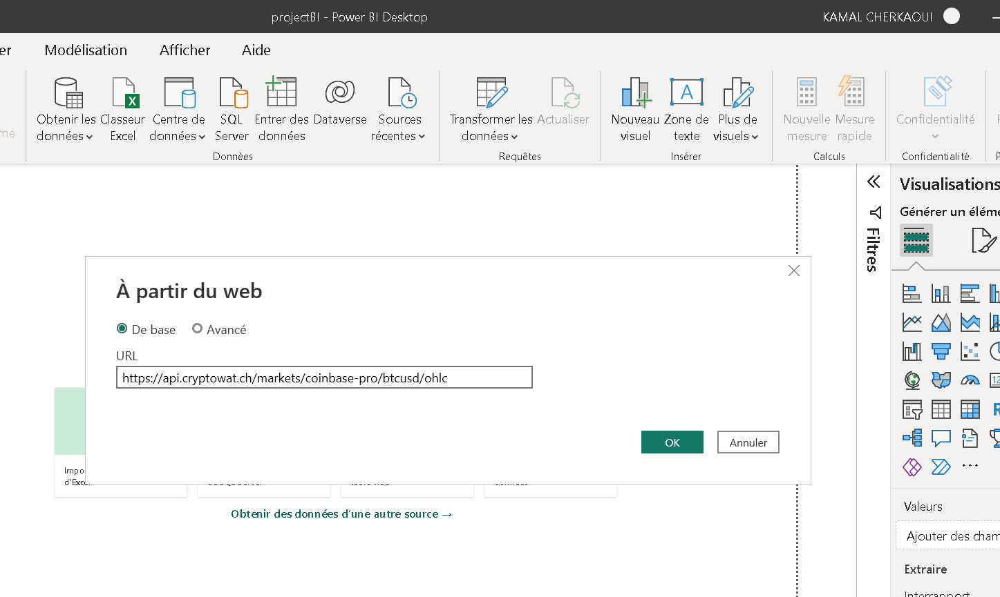 projectBI - Power BI Desktop
KAMAL CHERKAOUI
er Modélisation Afficher Aide
me
Obtenir les données
Classeur Excel
Centre de données
SQL Server
Entrer des données
Dataverse
Sources récentes
Données
Transformer les données
Actualiser
Requêtes
Nouveau visuel
Zone de texte
Plus de visuels
Insérer
Nouvelle mesure
Mesure rapide
Calculs
Confidentialité
Confidentialité
Filtres
Visualisations
Générer un éléme
À partir du web
De base Avancé
URL
https://api.cryptowat.ch/markets/coinbase-pro/btcusd/ohlc
OK Annuler
Impo
d'Excel
Obtenir des données d'une autre source →
Valeurs
Ajouter des cham
Extraire
Interrapport